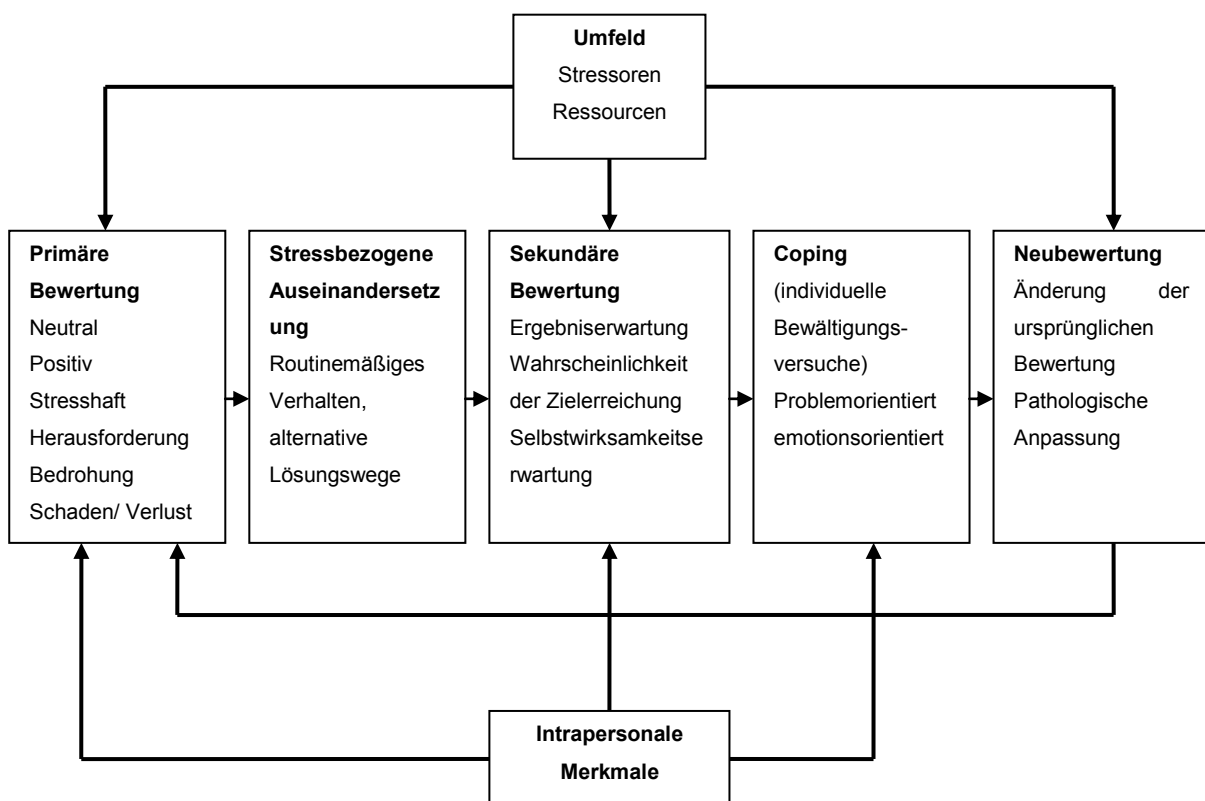 Umfeld
Stressoren
Ressourcen
Primäre
Bewertung
Neutral
Positiv
Stresshaft
Herausforderung
Bedrohung
Schaden/ Verlust
Stressbezogene
Auseinandersetz
ung
Routinemäßiges
Verhalten,
alternative
Lösungswege
Sekundäre
Bewertung
Ergebniserwartung
Wahrscheinlichkeit
der Zielerreichung
Selbstwirksamkeitse
rwartung
Coping
(individuelle
Bewältigungs-
versuche)
Problemorientiert
emotionsorientiert
Neubewertung
Änderung der
ursprünglichen
Bewertung
Pathologische
Anpassung
Intrapersonale
Merkmale